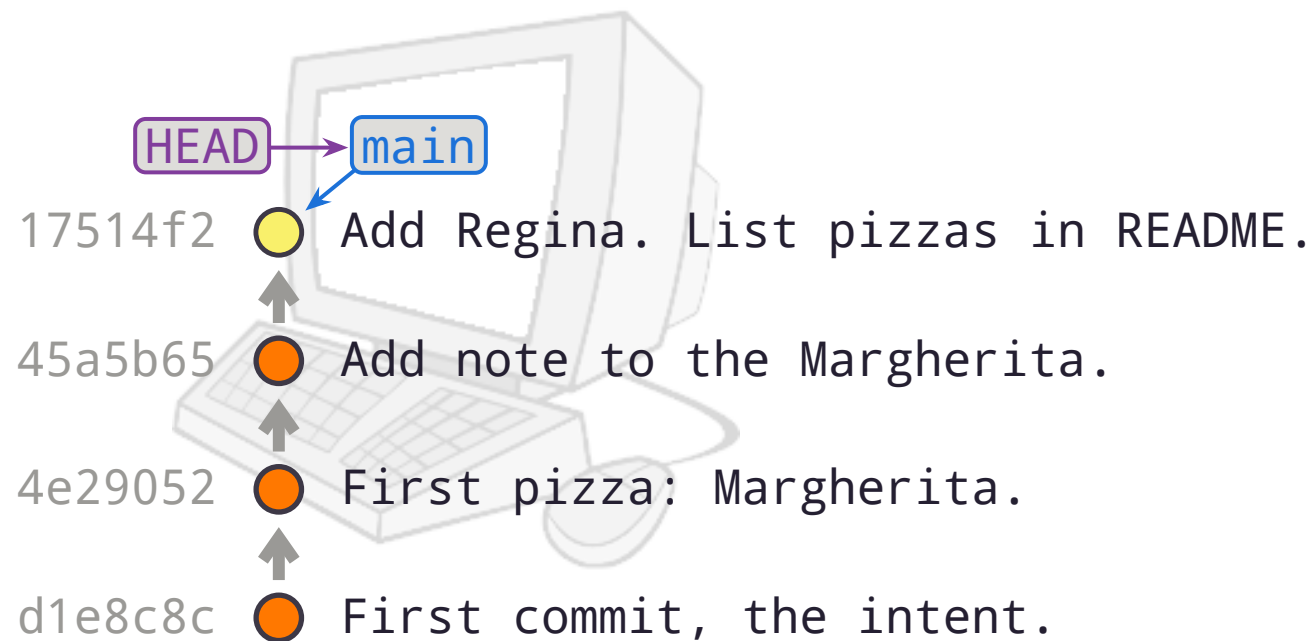 HEAD main
17514f2 Add Regina. List pizzas in README.
45a5b65 Add note to the Margherita.
4e29052 First pizza: Margherita.
d1e8c8c First commit, the intent.